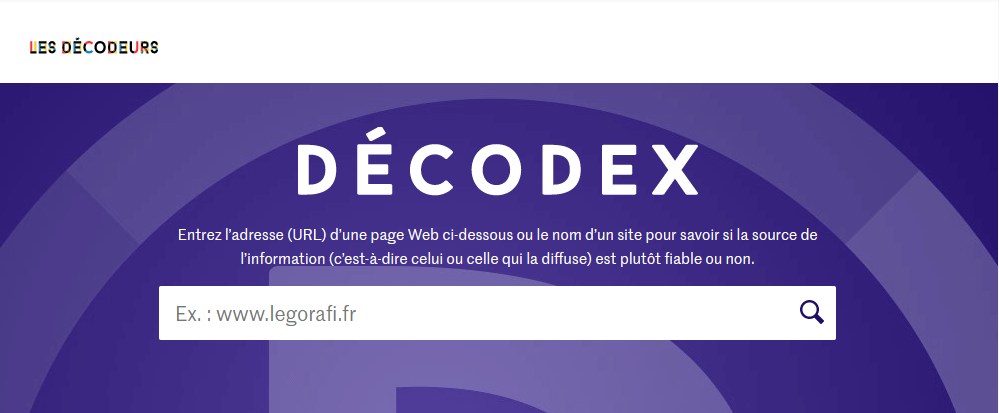 LES DÉCODEURS
DÉCODEX
Entrez l'adresse (URL) d'une page Web ci-dessous ou le nom d'un site pour savoir si la source de
l'information (c'est-à-dire celui ou celle qui la diffuse) est plutôt fiable ou non.
Ex. : www.legorafi.fr